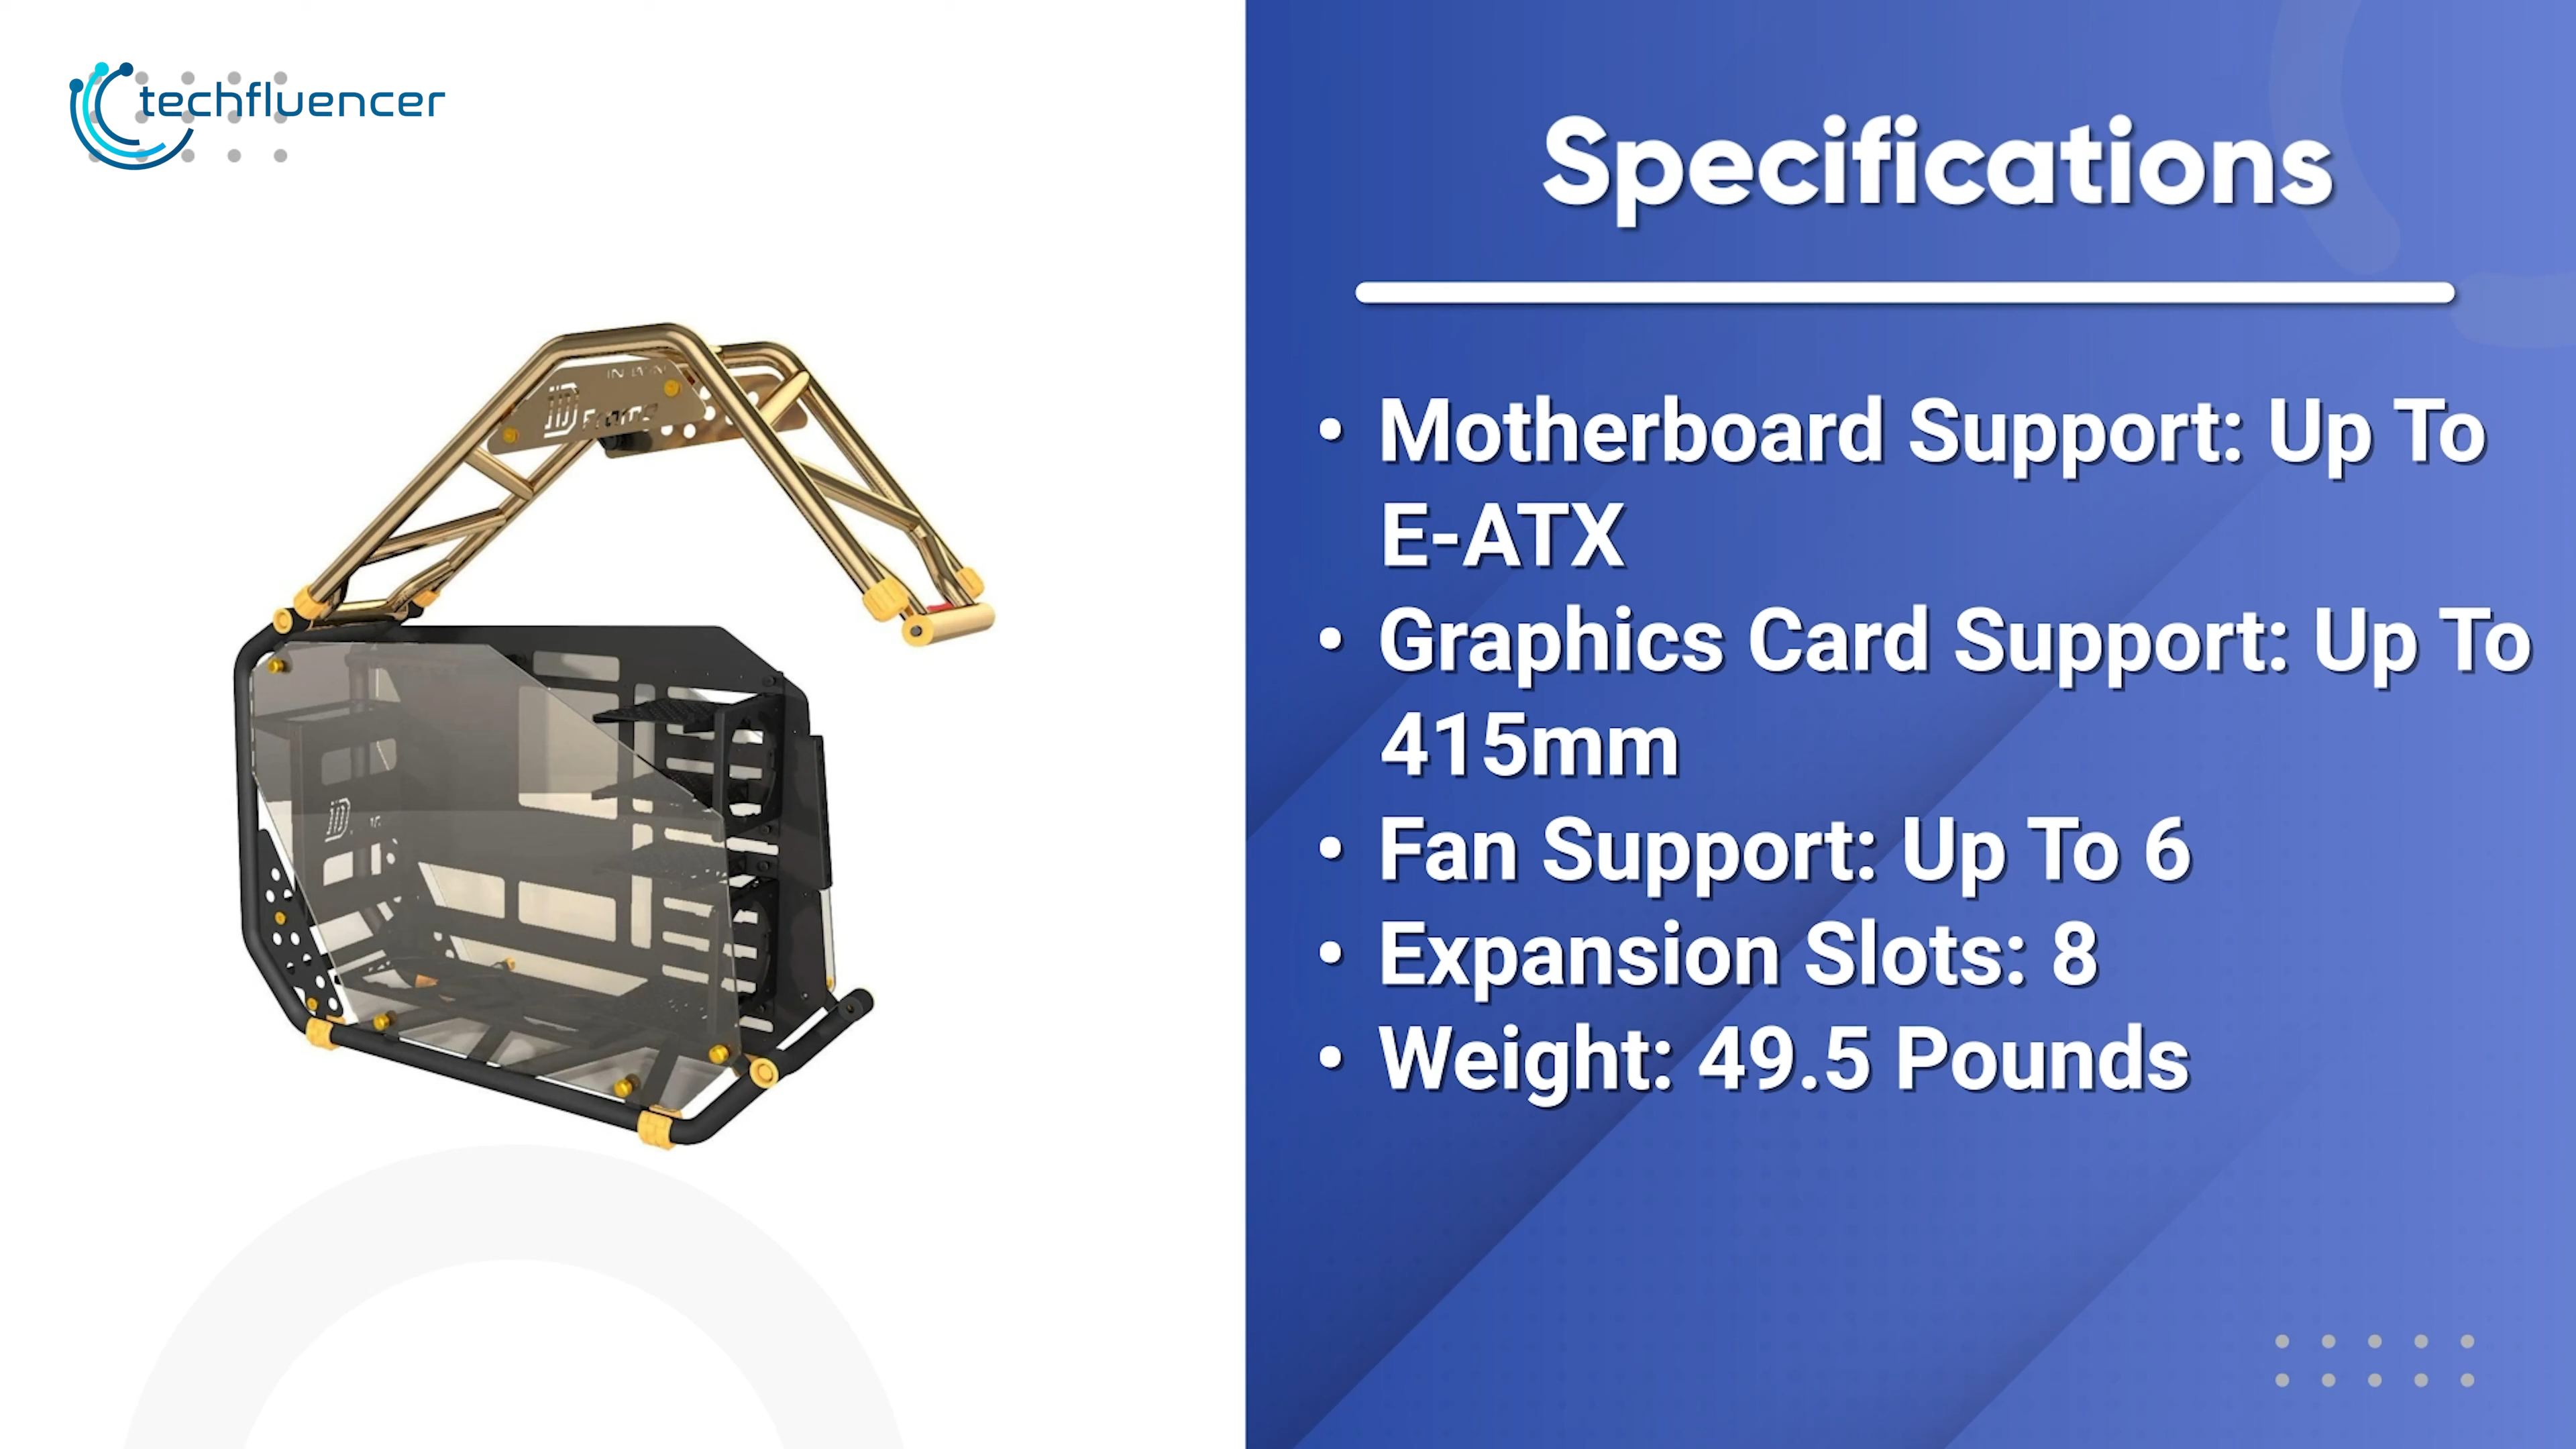 techfluencer
Specifications
• Motherboard Support: Up To
E-ATX
• Graphics Card Support: Up To
415mm
• Fan Support: Up To 6
• Expansion Slots: 8
• Weight: 49.5 Pounds